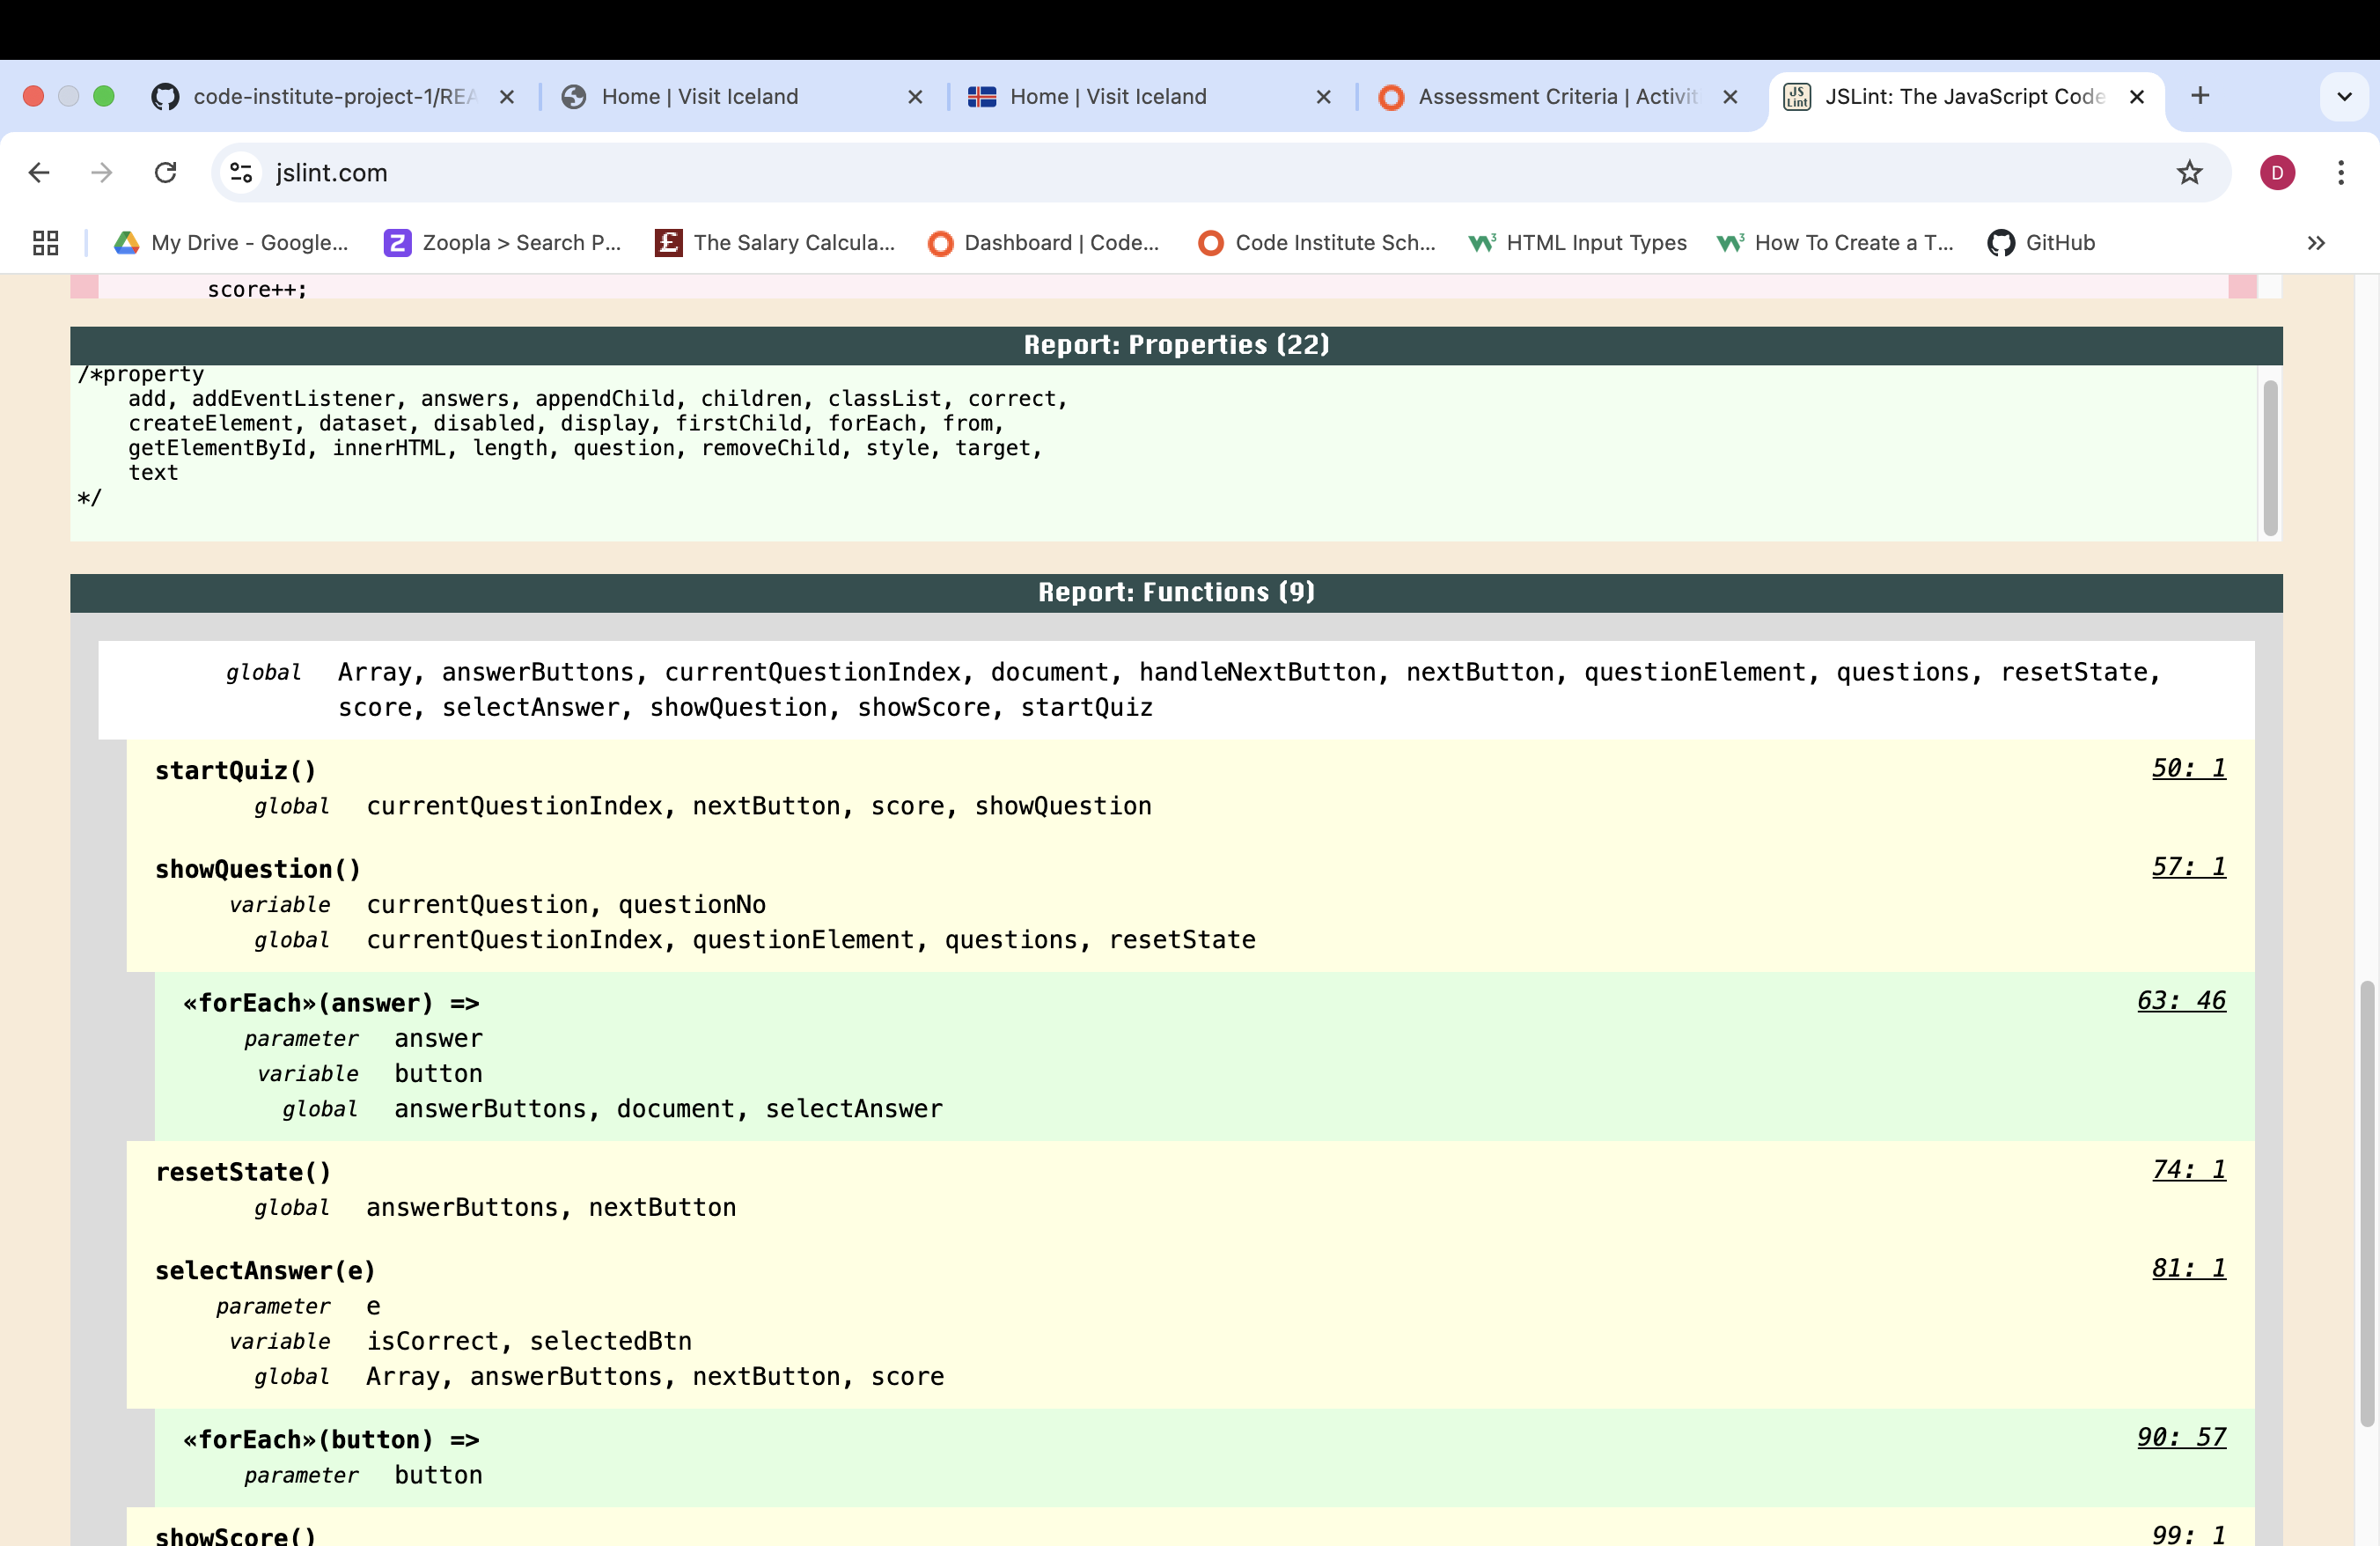 code-institute-project-1/REA
Home | Visit Iceland
Home | Visit Iceland
Assessment Criteria | Activit
JS Lint
JSLint: The JavaScript Code
jslint.com
D
My Drive - Google...
Z
Zoopla > Search P...
£
The Salary Calcula...
Dashboard | Code...
Code Institute Sch...
W3
HTML Input Types
W3
How To Create a T...
GitHub
score++;
Report: Properties (22)
/*property
add, addEventListener, answers, appendChild, children, classList, correct,
createElement, dataset, disabled, display, firstChild, forEach, from,
getElementById, innerHTML, length, question, removeChild, style, target,
text
*/
Report: Functions (9)
global Array, answerButtons, currentQuestionIndex, document, handleNextButton, nextButton, questionElement, questions, resetState,
score, selectAnswer, showQuestion, showScore, startQuiz
startQuiz() 50: 1
global currentQuestionIndex, nextButton, score, showQuestion
showQuestion() 57: 1
variable currentQuestion, questionNo
global currentQuestionIndex, questionElement, questions, resetState
«forEach»(answer) => 63: 46
parameter answer
variable button
global answerButtons, document, selectAnswer
resetState() 74: 1
global answerButtons, nextButton
selectAnswer(e) 81: 1
parameter e
variable isCorrect, selectedBtn
global Array, answerButtons, nextButton, score
«forEach»(button) => 90: 57
parameter button
showScore() 99: 1